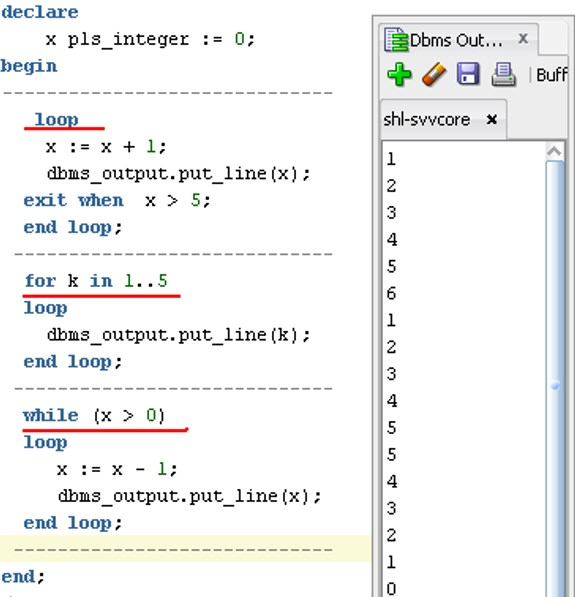 declare
x pls_integer := 0;
begin
------------------------------
loop
x := x + 1;
dbms_output.put_line(x);
exit when x > 5;
end loop;
-----------------------------
for k in 1..5
loop
dbms_output.put_line(k);
end loop;
-----------------------------
while (x > 0)
loop
x := x - 1;
dbms_output.put_line(x);
end loop;
-----------------------------
end;
Dbms Out... x
Buff
shl-svvcore x
1
2
3
4
5
6
1
2
3
4
5
5
4
3
2
1
0